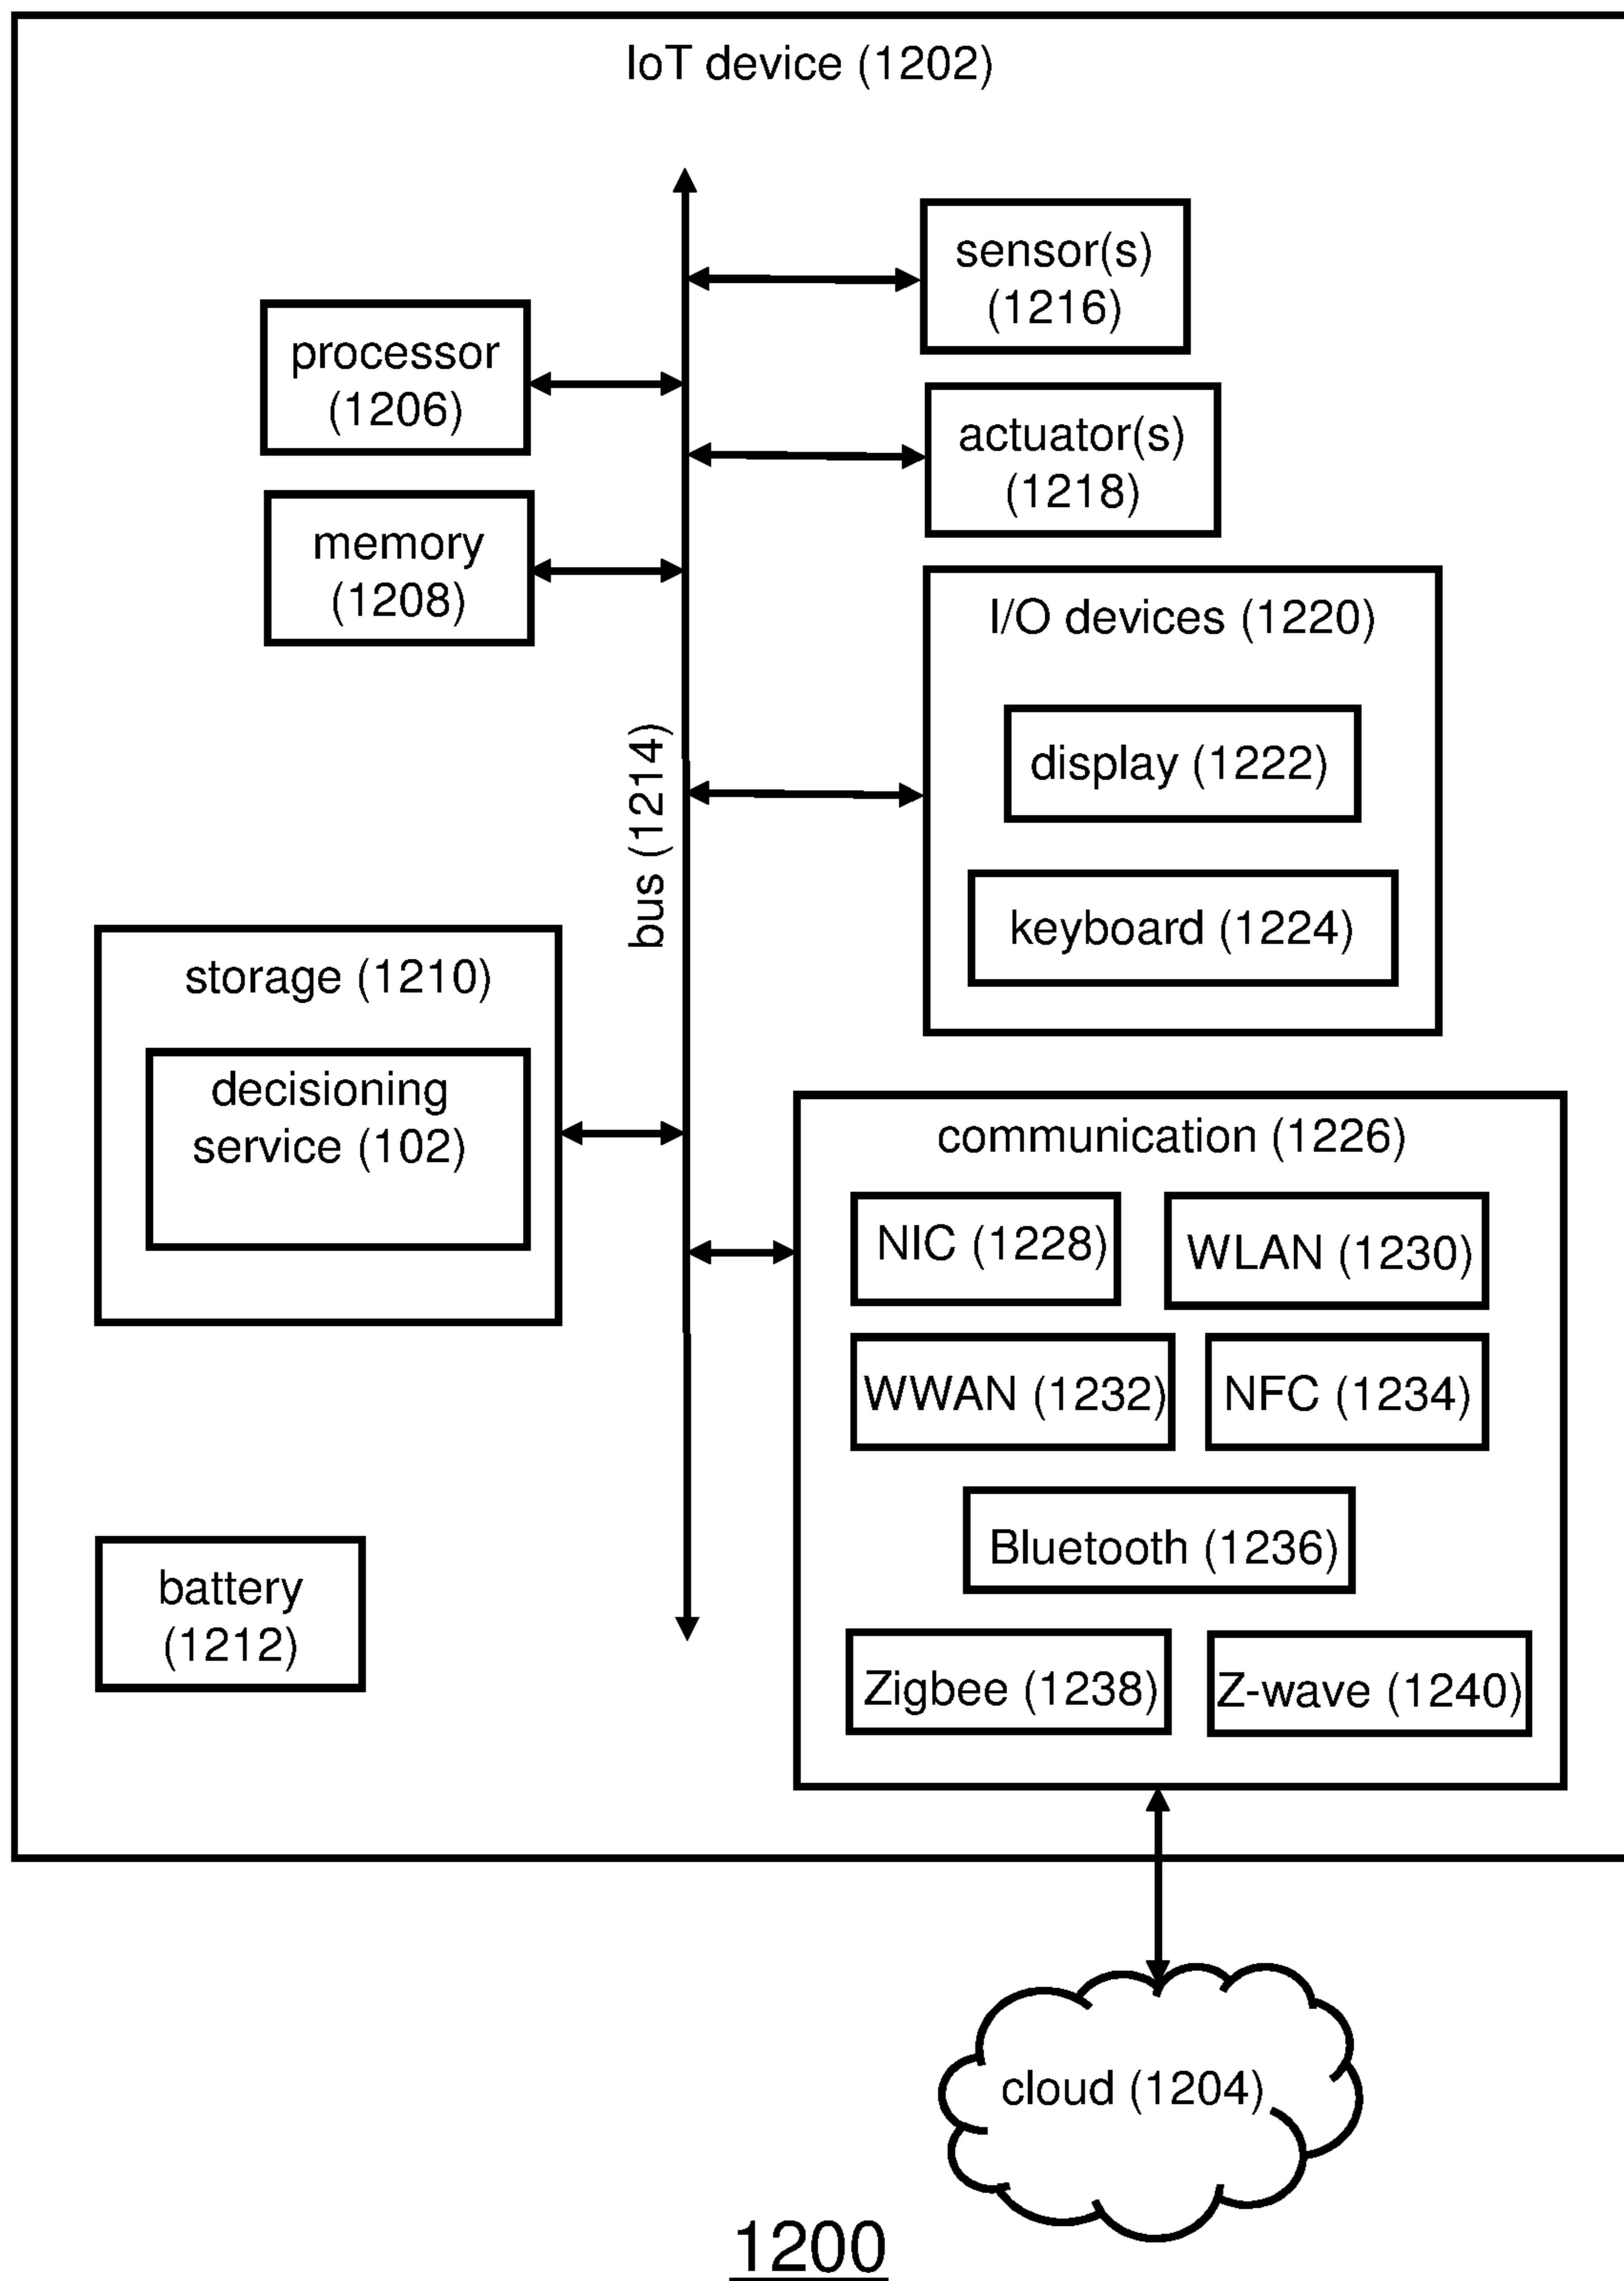 IoT device (1202)
sensor(s)
(1216)
processor
(1206)
actuator(s)
(1218)
memory
(1208)
I/O devices (1220)
display (1222)
keyboard (1224)
bus (1214)
storage (1210)
decisioning
service (102)
communication (1226)
NIC (1228)
WLAN (1230)
WWAN (1232)
NFC (1234)
Bluetooth (1236)
Zigbee (1238)
Z-wave (1240)
battery
(1212)
cloud (1204)
1200